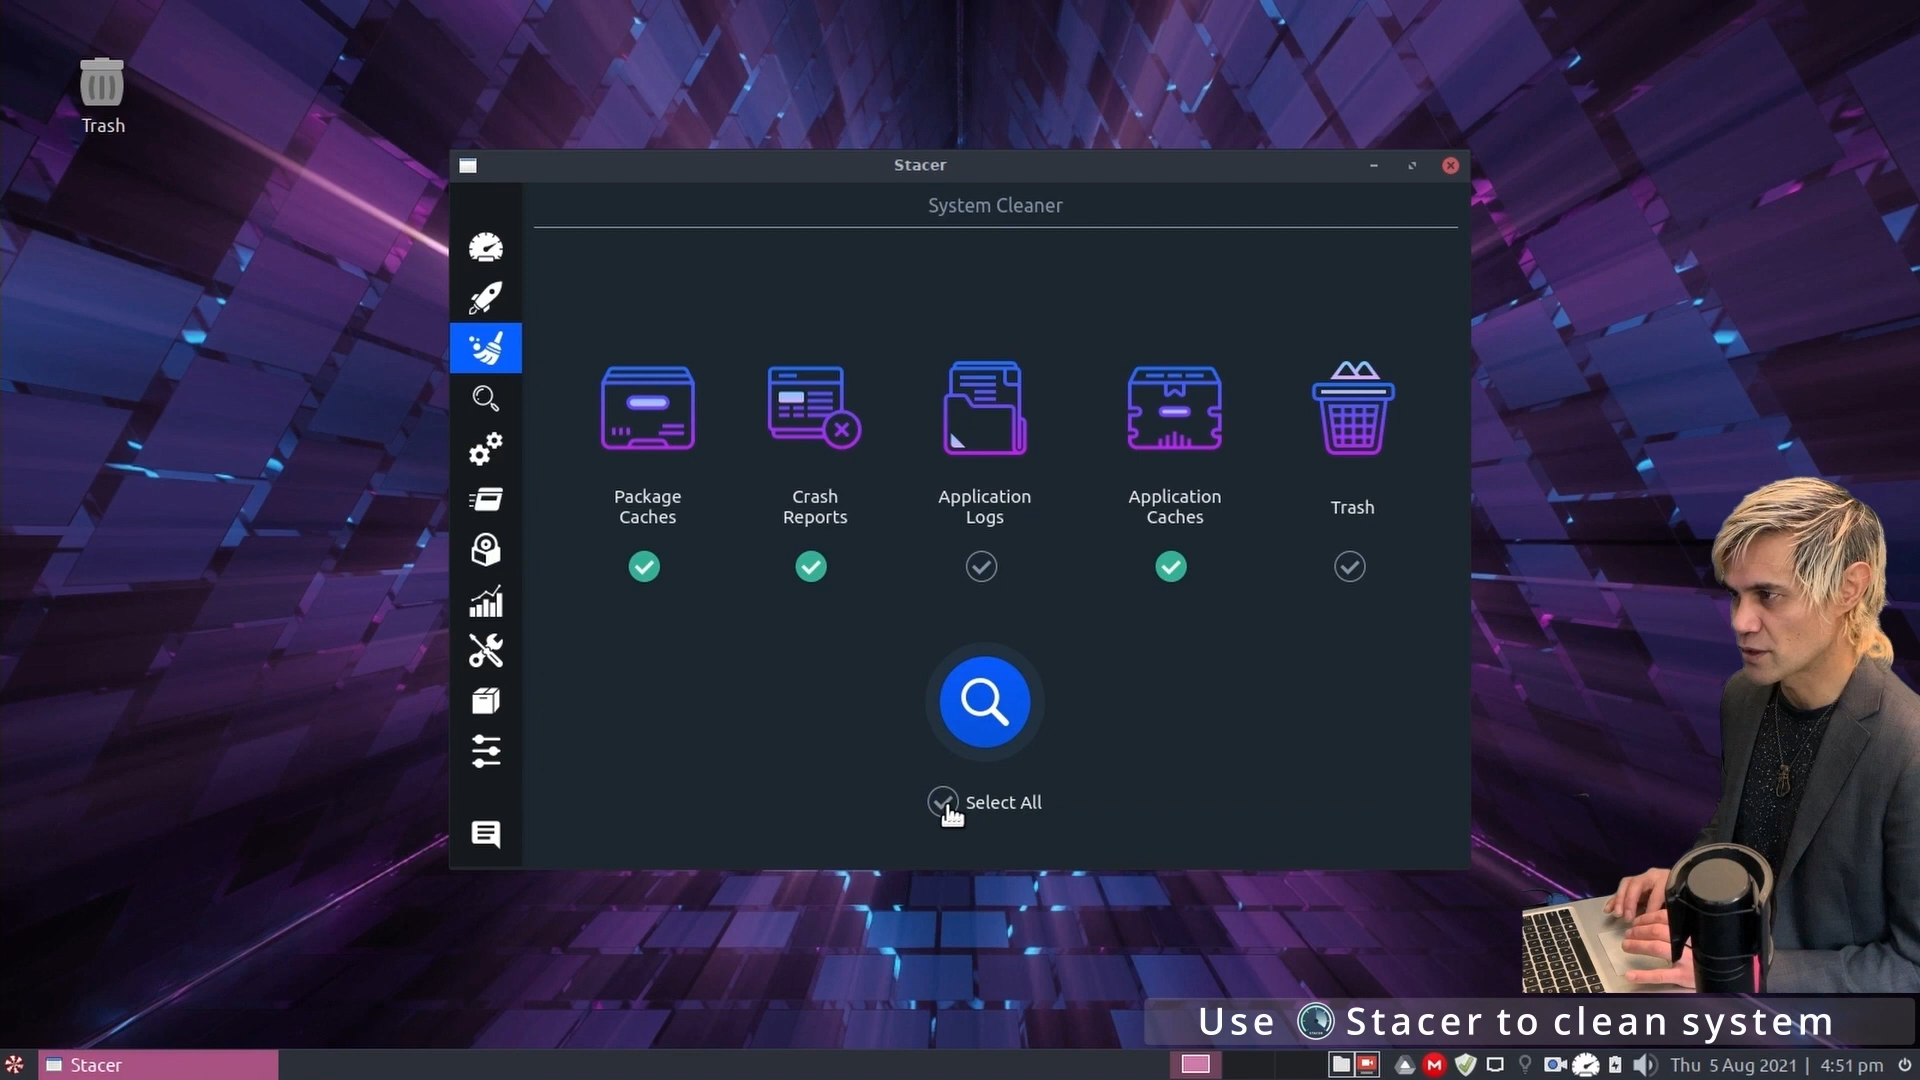 Trash
Stacer
System Cleaner
Package
Caches
Crash
Reports
Application
Logs
Application
Caches
Trash
Select All
Use Stacer to clean system
Stacer
M
Thu 5 Aug 2021 | 4:51 pm